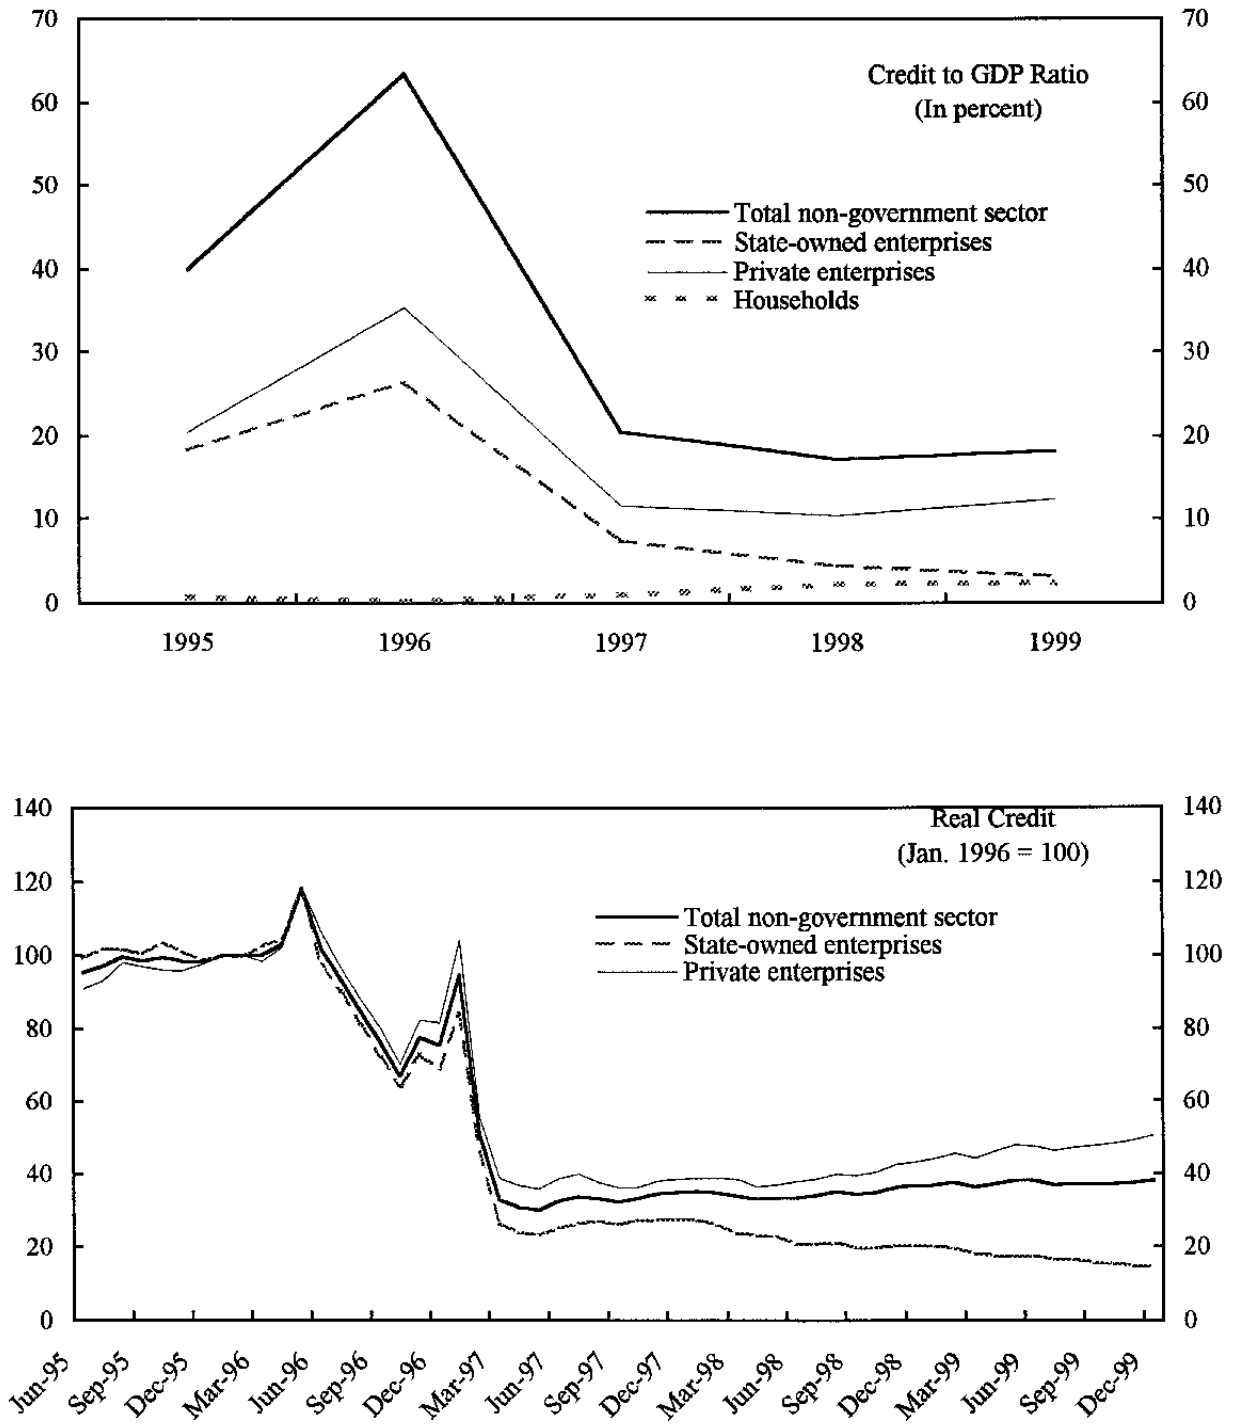 70 70
Credit to GDP Ratio
(In percent)
60 60
50 50
Total non-government sector
State-owned enterprises
40 40
Private enterprises
Households
30 30
20 20
10 10
0 0
1995 1996 1997 1998 1999
140 140
Real Credit
(Jan. 1996 = 100)
120 120
Total non-government sector
State-owned enterprises
100 100
Private enterprises
80 80
60 60
40 40
20 20
0 0
Jun-95 Sep-95 Dec-95 Mar-96 Jun-96 Sep-96 Dec-96 Mar-97 Jun-97 Sep-97 Dec-97 Mar-98 Jun-98 Sep-98 Dec-98 Mar-99 Jun-99 Sep-99 Dec-99